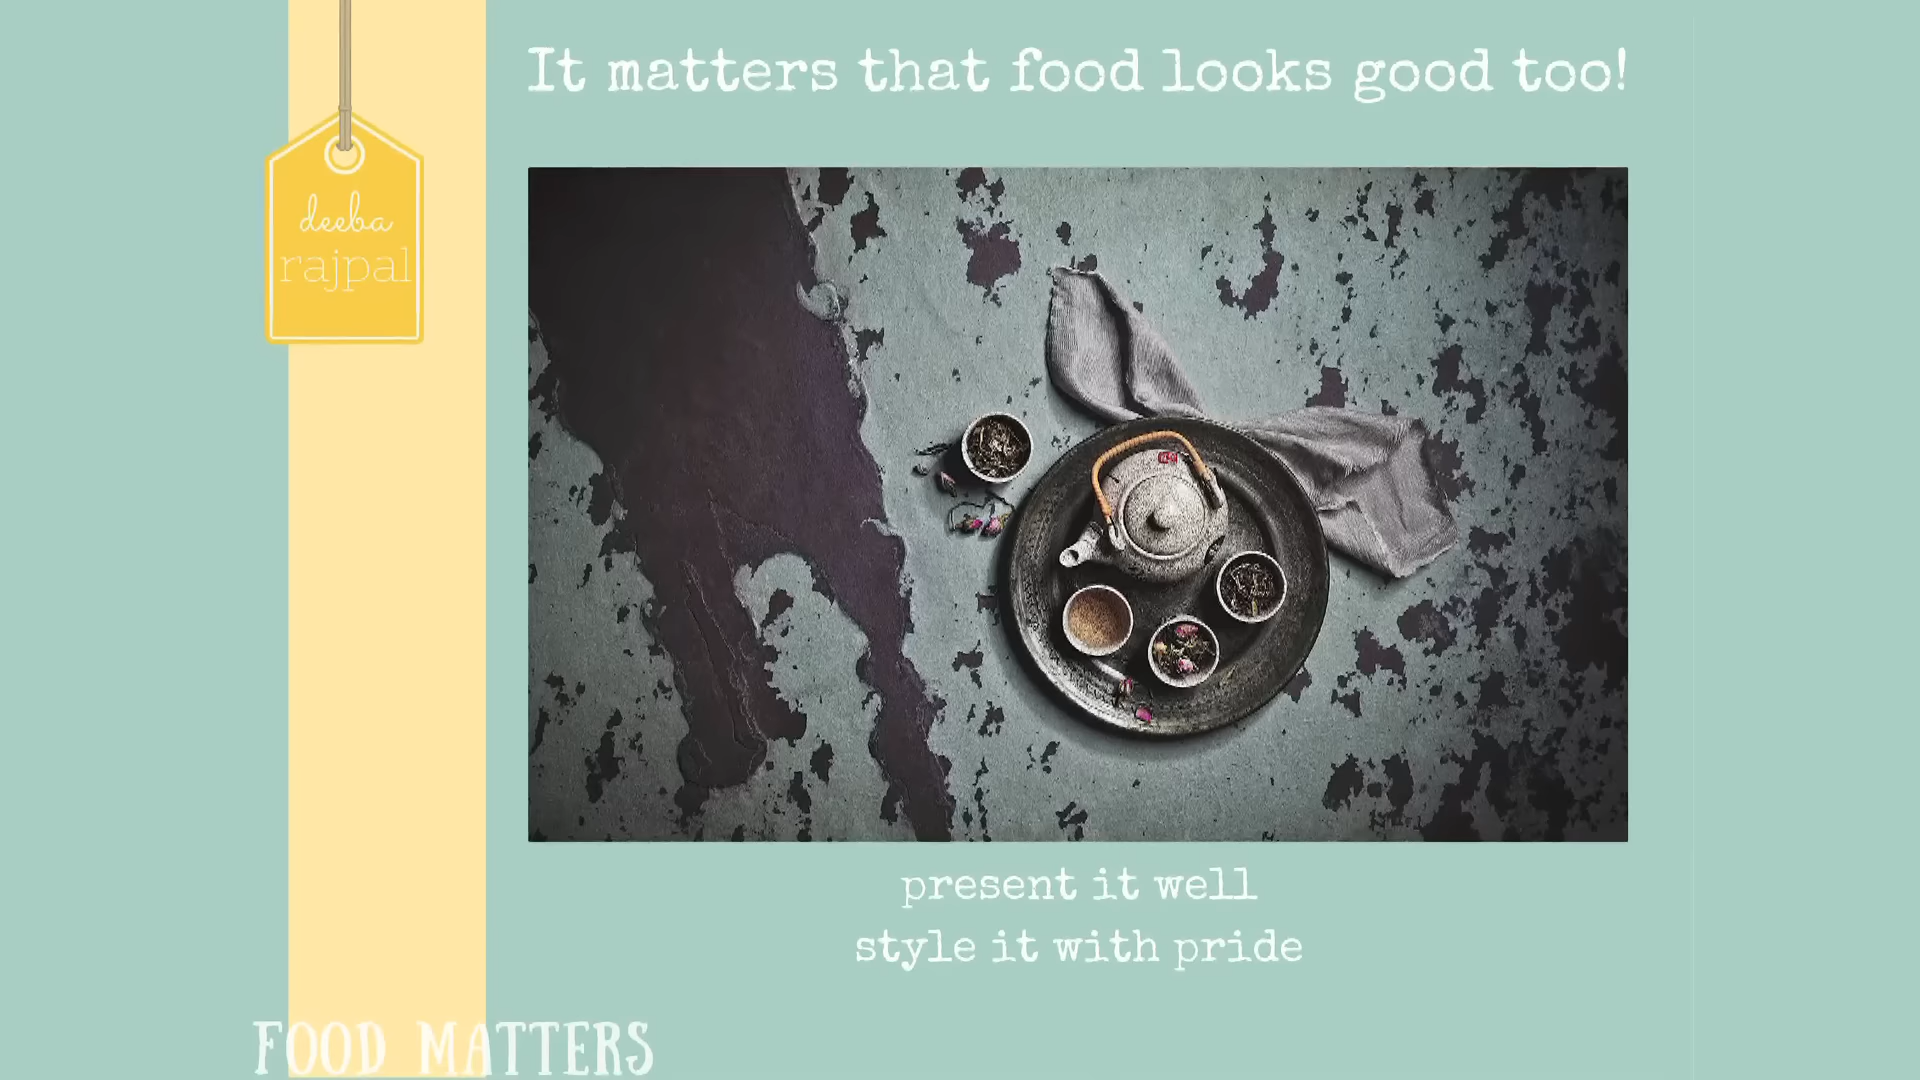 It matters that food looks good too!
deeba
rajpal
present it well
style it with pride
FOOD MATTERS